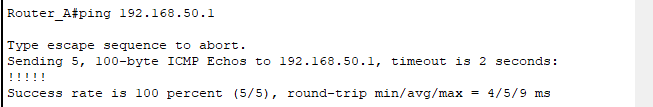 Router_A#ping 192.168.50.1
Type escape sequence to abort.
Sending 5, 100-byte ICMP Echos to 192.168.50.1, timeout is 2 seconds:
!!!!!
Success rate is 100 percent (5/5), round-trip min/avg/max = 4/5/9 ms